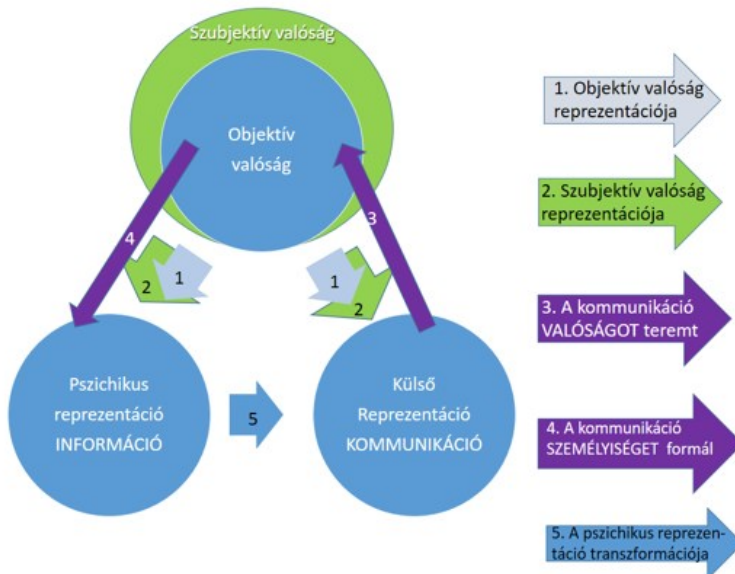 Szubjektív valóság
Objektív
valóság
4
3
1
2
1
2
Pszichikus
reprezentáció
INFORMÁCIÓ
5
Külső
Reprezentáció
KOMMUNIKÁCIÓ
1. Objektív valóság
reprezentációja
2. Szubjektív valóság
reprezentációja
3. A kommunikáció
VALÓSÁGOT teremt
4. A kommunikáció
SZEMÉLYISÉGET formál
5. A pszichikus reprezen-
táció transzformációja